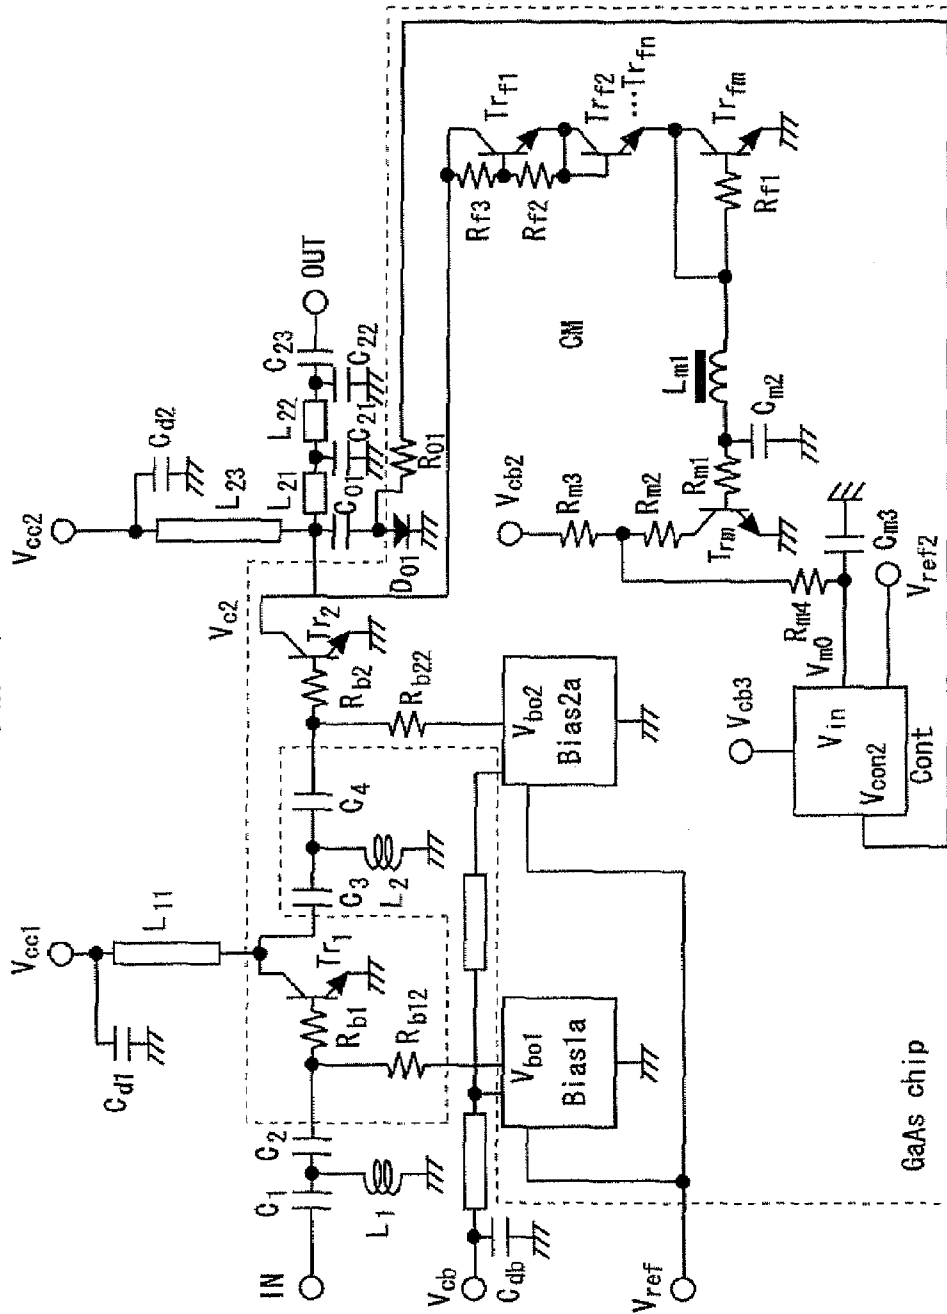 IN
C1
C2
L1
Cd1
Vcc1
L11
Rb1
Tr1
Rb12
C3
L2
C4
Vc2
Rb2
Tr2
Rb22
Vcc2
Cd2
L23
L21
L22
C23
OUT
C01
C21
C22
D01
R01
Vcb
Cdb
Vref
Vbo1
Bias1a
Vbo2
Bias2a
Rf3
Rf2
Trf1
Trf2
...Trfn
Trfm
Rf1
CM
Lm1
Cm2
Rm1
Trm
Vcb2
Rm3
Rm2
Rm4
Cm3
Vm0
Vref2
Vcb3
Vin
Vcon2
Cont
GaAs chip